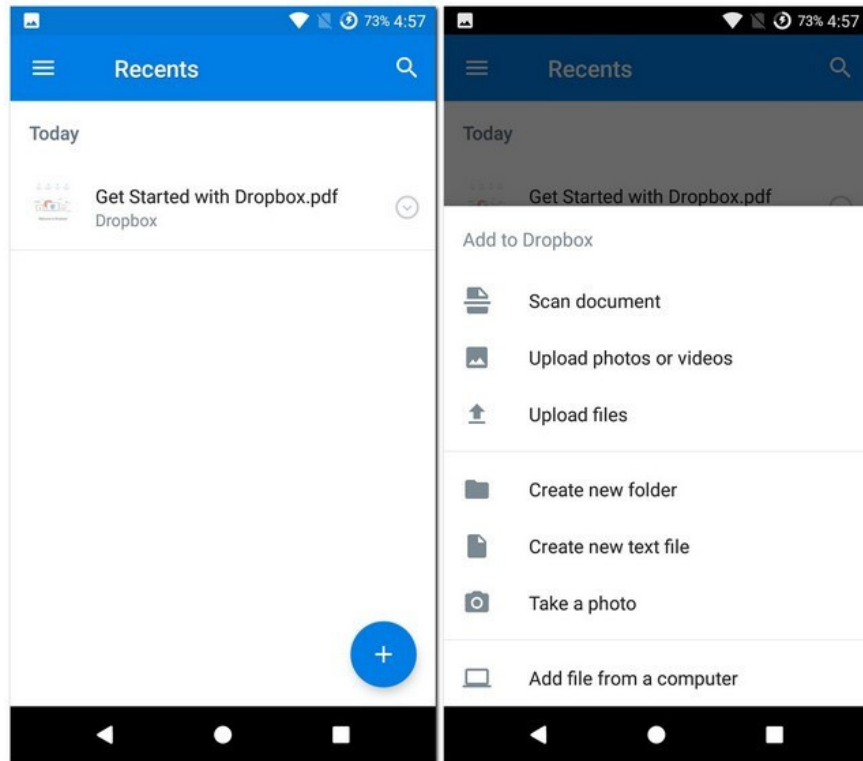 73% 4:57
Recents
Today
Get Started with Dropbox.pdf
Dropbox
73% 4:57
Recents
Today
Get Started with Dropbox.pdf
Add to Dropbox
Scan document
Upload photos or videos
Upload files
Create new folder
Create new text file
Take a photo
Add file from a computer